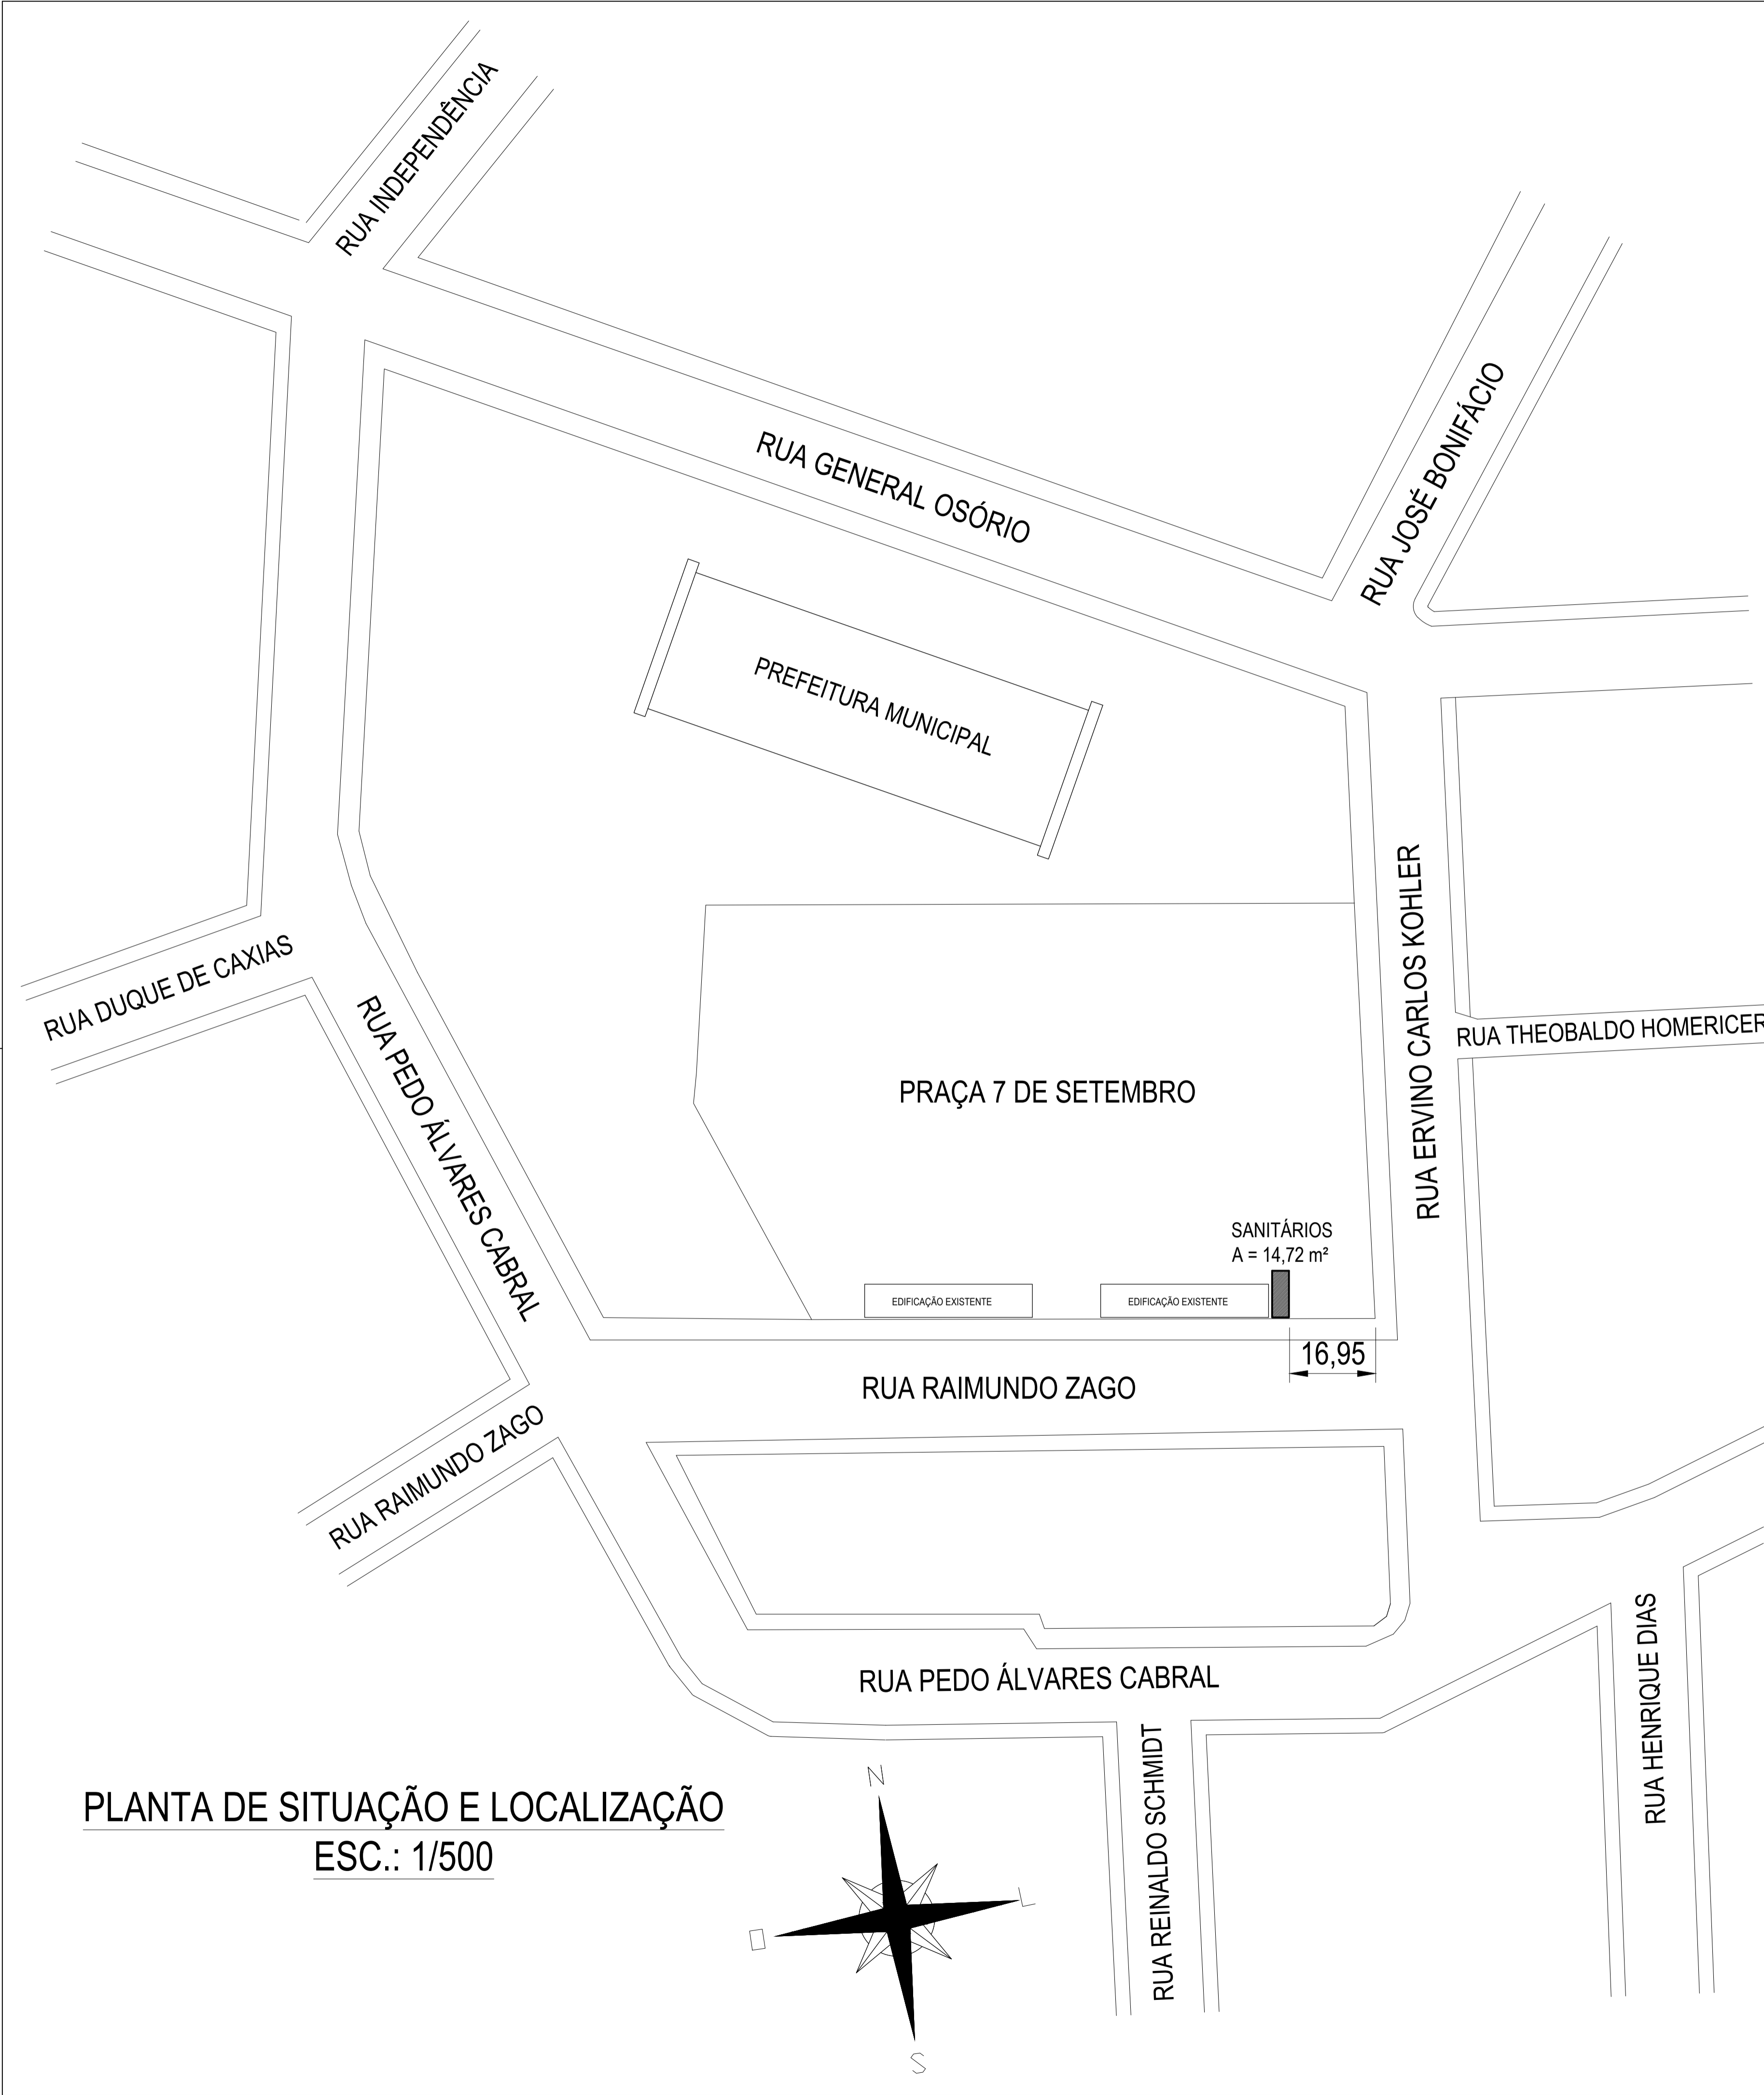 RUA INDEPENDÊNCIA
RUA GENERAL OSÓRIO
RUA JOSÉ BONIFÁCIO
PREFEITURA MUNICIPAL
RUA ERVINO CARLOS KOHLER
RUA DUQUE DE CAXIAS
RUA PEDO ÁLVARES CABRAL
RUA THEOBALDO HOMERICER
PRAÇA 7 DE SETEMBRO
SANITÁRIOS
A = 14,72 m²
EDIFICAÇÃO EXISTENTE
EDIFICAÇÃO EXISTENTE
16,95
RUA RAIMUNDO ZAGO
RUA RAIMUNDO ZAGO
RUA PEDO ÁLVARES CABRAL
RUA HENRIQUE DIAS
RUA REINALDO SCHMIDT
PLANTA DE SITUAÇÃO E LOCALIZAÇÃO
ESC.: 1/500
N
L
O
S